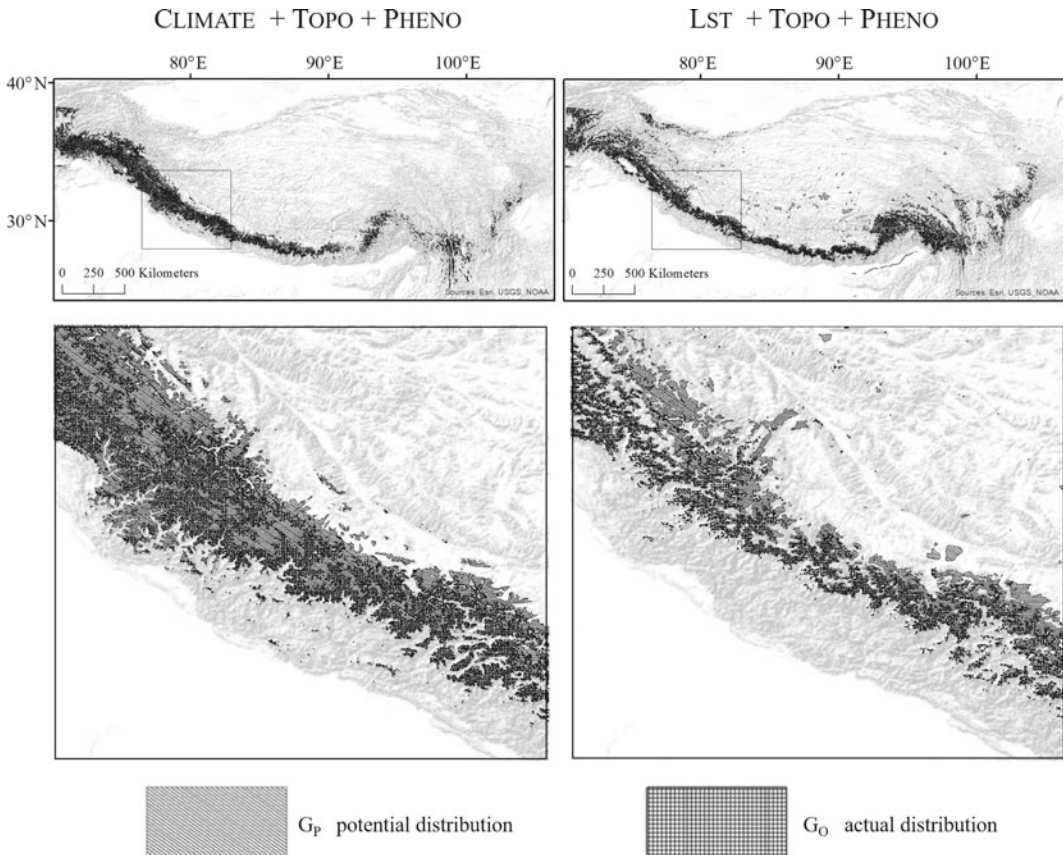 CLIMATE + TOPO + PHENO
LST + TOPO + PHENO
80°E 90°E 100°E
80°E 90°E 100°E
40°N
30°N
0 250 500 Kilometers
Sources: Esri, USGS, NOAA
0 250 500 Kilometers
Sources: Esri, USGS, NOAA
GP potential distribution
GO actual distribution